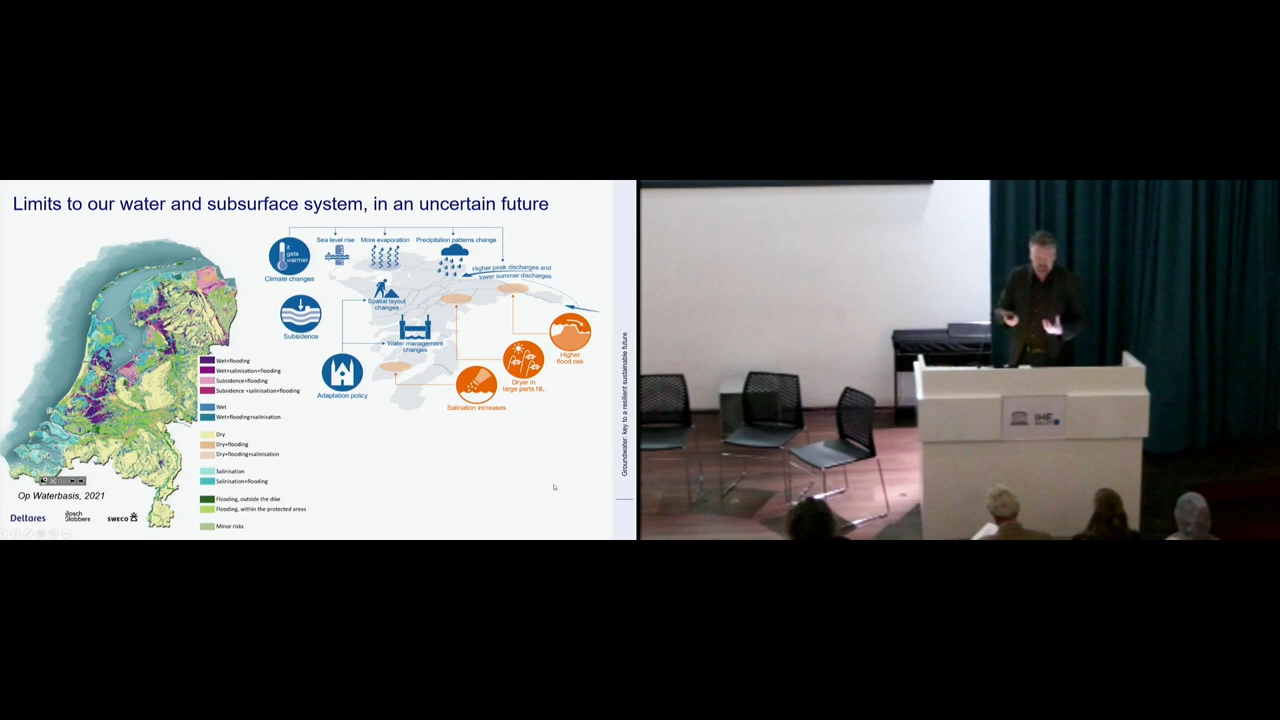 Limits to our water and subsurface system, in an uncertain future
it
gets
warmer
Climate changes
Sea level rise
More evaporation
Precipitation patterns change
Higher peak discharges and
lower summer discharges
Spatial layout
changes
Subsidence
Water management
changes
Adaptation policy
Higher
flood risk
Dryer in
large parts NL
Salination increases
Wet+flooding
Wet+salinisation+flooding
Subsidence+flooding
Subsidence +salinisation+flooding
Wet
Wet+flooding+salinisation
Dry
Dry+flooding
Dry+flooding+salinisation
Salinisation
Salinisation+flooding
Flooding, outside the dike
Flooding, within the protected areas
Minor risks
Op Waterbasis, 2021
Deltares
Bosch
Slabbers
sweco
Groundwater: key to a resilient sustainable future
IHE